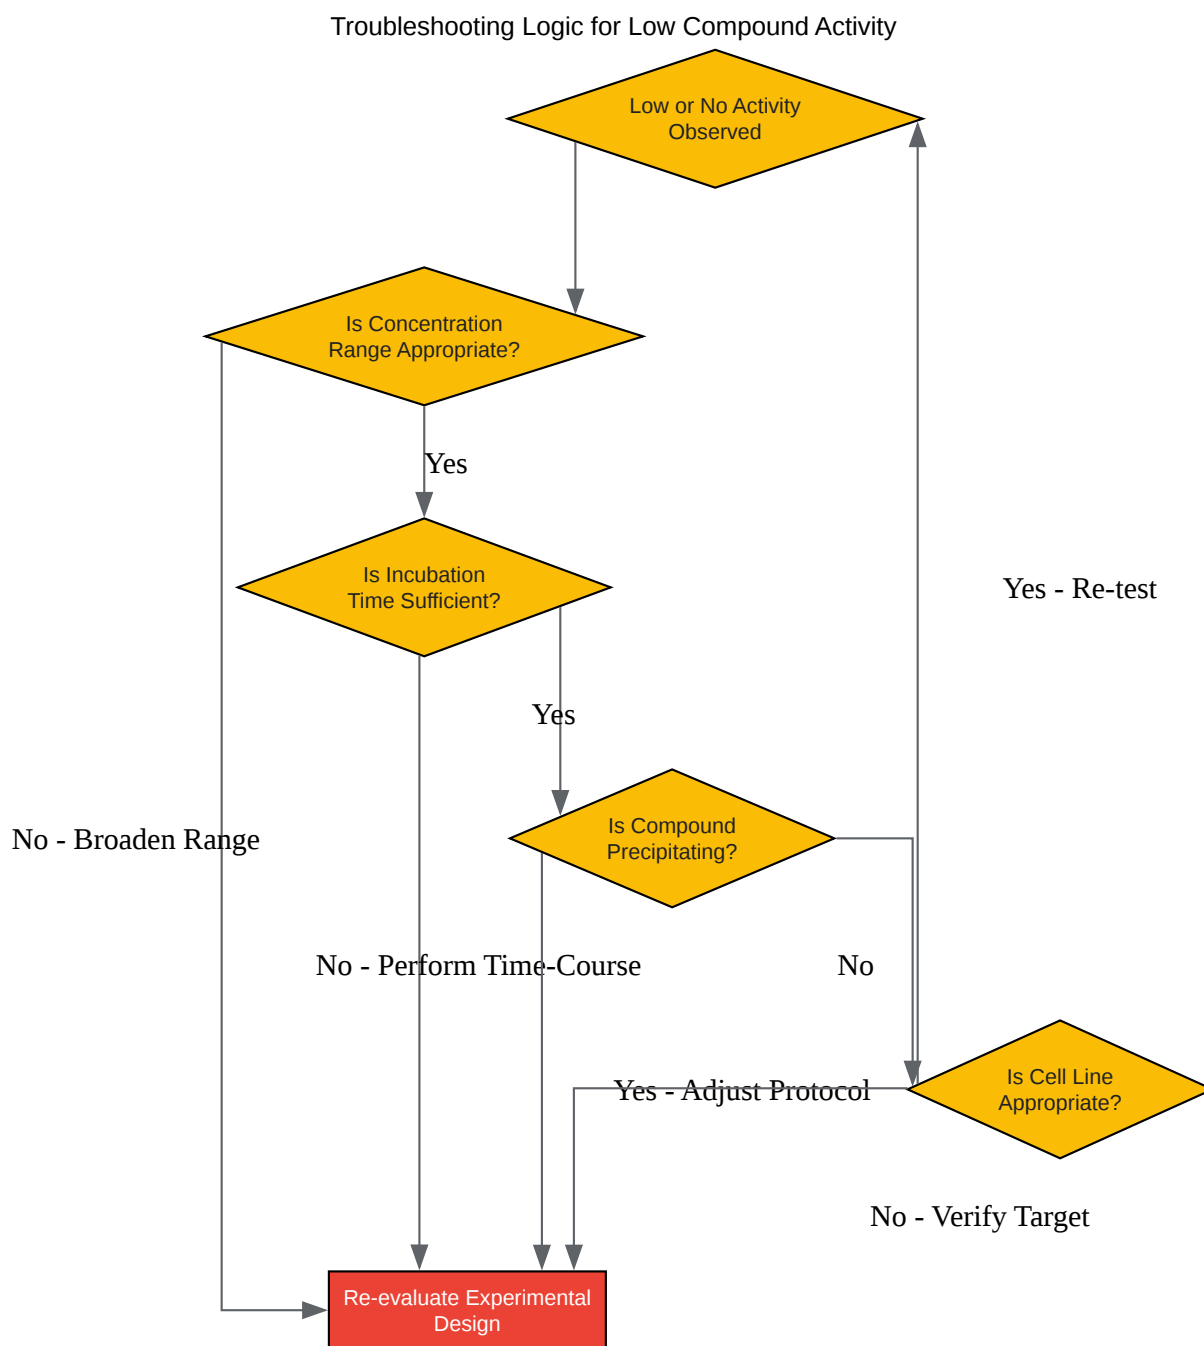 Troubleshooting Logic for Low Compound Activity
Low or No Activity
Observed
Is Concentration
Range Appropriate?
Yes
Is Incubation
Time Sufficient?
Yes - Re-test
Yes
Is Compound
Precipitating?
No - Broaden Range
No - Perform Time-Course
No
Is Cell Line
Appropriate?
Yes - Adjust Protocol
No - Verify Target
Re-evaluate Experimental
Design